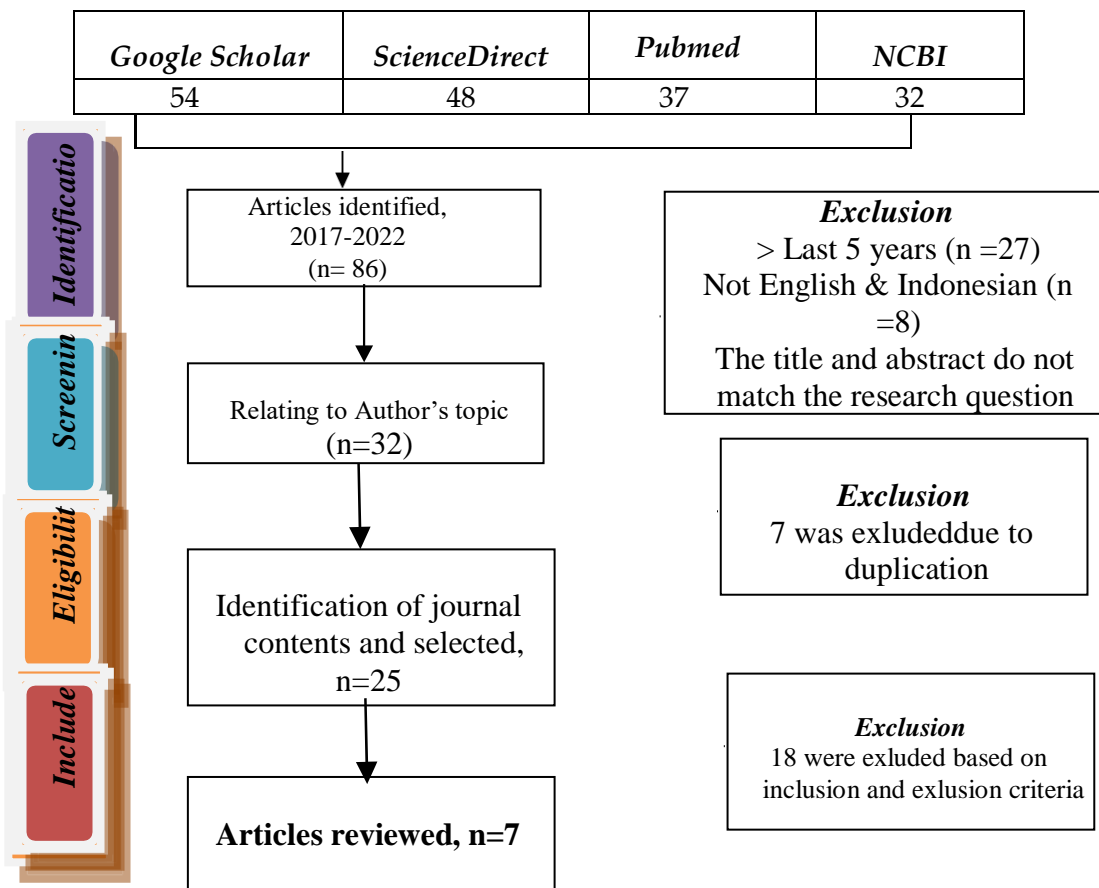 Google Scholar ScienceDirect Pubmed NCBI
54 48 37 32
Identificatio
Articles identified,
2017-2022
(n= 86)
Exclusion
> Last 5 years (n =27)
Not English & Indonesian (n
=8)
The title and abstract do not
match the research question
Screenin
Relating to Author’s topic
(n=32)
Exclusion
7 was exludeddue to
duplication
Eligibilit
Identification of journal
contents and selected,
n=25
Include
Exclusion
18 were exluded based on
inclusion and exlusion criteria
Articles reviewed, n=7